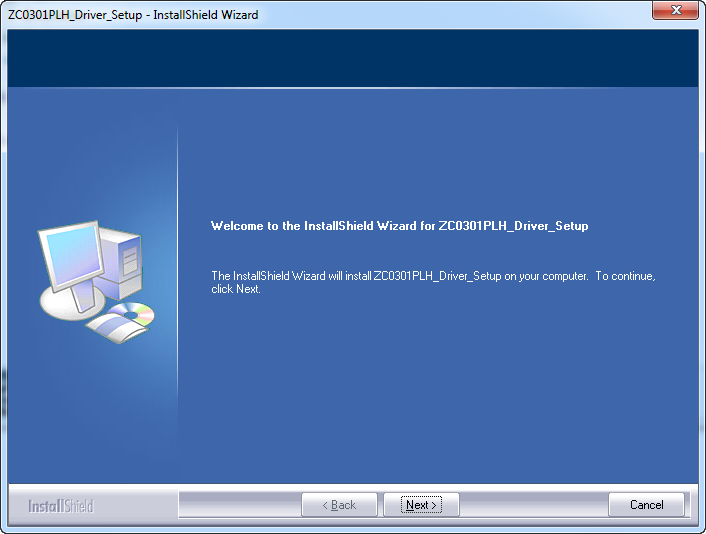 ZC0301PLH_Driver_Setup - InstallShield Wizard
Welcome to the InstallShield Wizard for ZC0301PLH_Driver_Setup
The InstallShield Wizard will install ZC0301PLH_Driver_Setup on your computer. To continue,
click Next.
InstallShield
< Back
Next >
Cancel